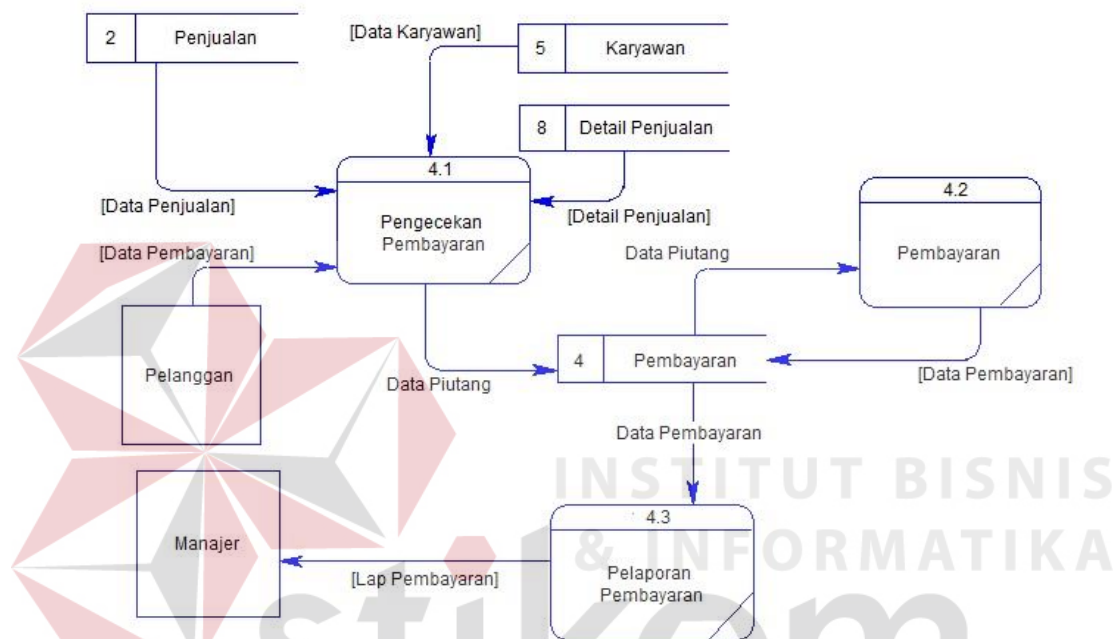 2 Penjualan
[Data Karyawan]
5 Karyawan
8 Detail Penjualan
4.1
Pengecekan
Pembayaran
[Data Penjualan]
[Detail Penjualan]
4.2
Pembayaran
[Data Pembayaran]
Data Piutang
Pelanggan
4 Pembayaran
Data Piutang
[Data Pembayaran]
Data Pembayaran
INSTITUT BISNIS
& INFORMATIKA
4.3
Pelaporan
Pembayaran
Manajer
[Lap Pembayaran]
stikom